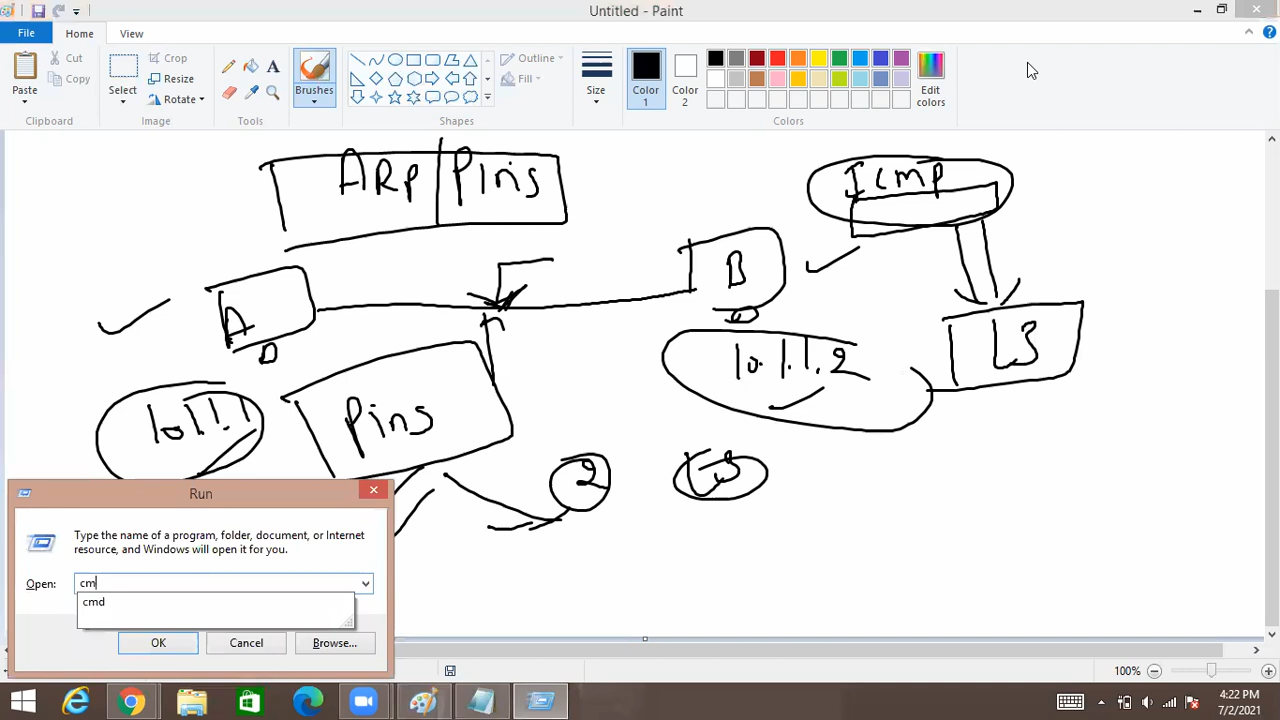 Untitled - Paint
File
Home
View
Paste
Cut
Copy
Clipboard
Select
Crop
Resize
Rotate
Image
A
Tools
Brushes
Outline
Fill
Shapes
Size
Color 1
Color 2
Edit colors
Colors
ARP
Pins
Icmp
A
B
D
10.1.1.2
L3
10.1.1.1
Pins
2
Run
Type the name of a program, folder, document, or Internet
resource, and Windows will open it for you.
Open:
cm
cmd
OK
Cancel
Browse...
100%
4:22 PM
7/2/2021